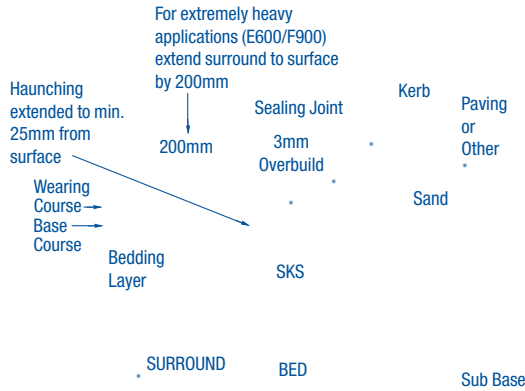 For extremely heavy
applications (E600/F900)
extend surround to surface
by 200mm
Haunching
extended to min.
25mm from
surface
200mm
Sealing Joint
3mm
Overbuild
Kerb
Paving
or
Other
Wearing
Course
Base
Course
Sand
Bedding
Layer
SKS
SURROUND
BED
Sub Base